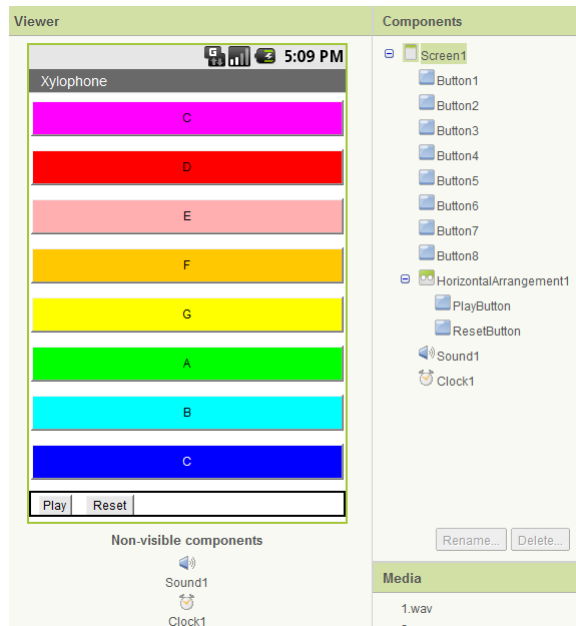 Viewer
5:09 PM
Xylophone
C
D
E
F
G
A
B
C
Play Reset
Non-visible components
Sound1
Clock1
Components
Screen1
Button1
Button2
Button3
Button4
Button5
Button6
Button7
Button8
HorizontalArrangement1
PlayButton
ResetButton
Sound1
Clock1
Rename... Delete...
Media
1.wav